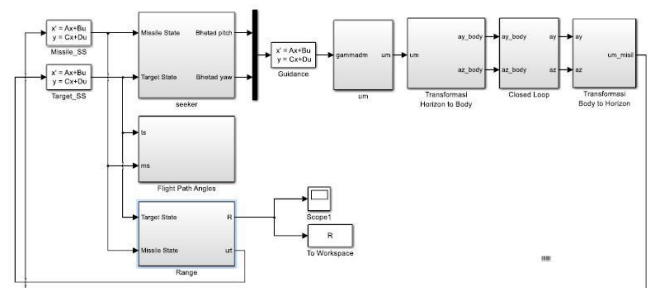 x' = Ax+Bu
y = Cx+Du
Missile_SS
x' = Ax+Bu
y = Cx+Du
Target_SS
Missile State
Target State
Bhetad pitch
Bhetad yaw
seeker
x' = Ax+Bu
y = Cx+Du
Guidance
gammadm
um
um
um
ay_body
az_body
Transformasi
Horizon to Body
ay_body
az_body
ay
az
Closed Loop
ay
az
um_misil
Transformasi
Body to Horizon
ts
ms
Flight Path Angles
Target State
Missile State
R
urt
Range
Scope1
R
To Workspace